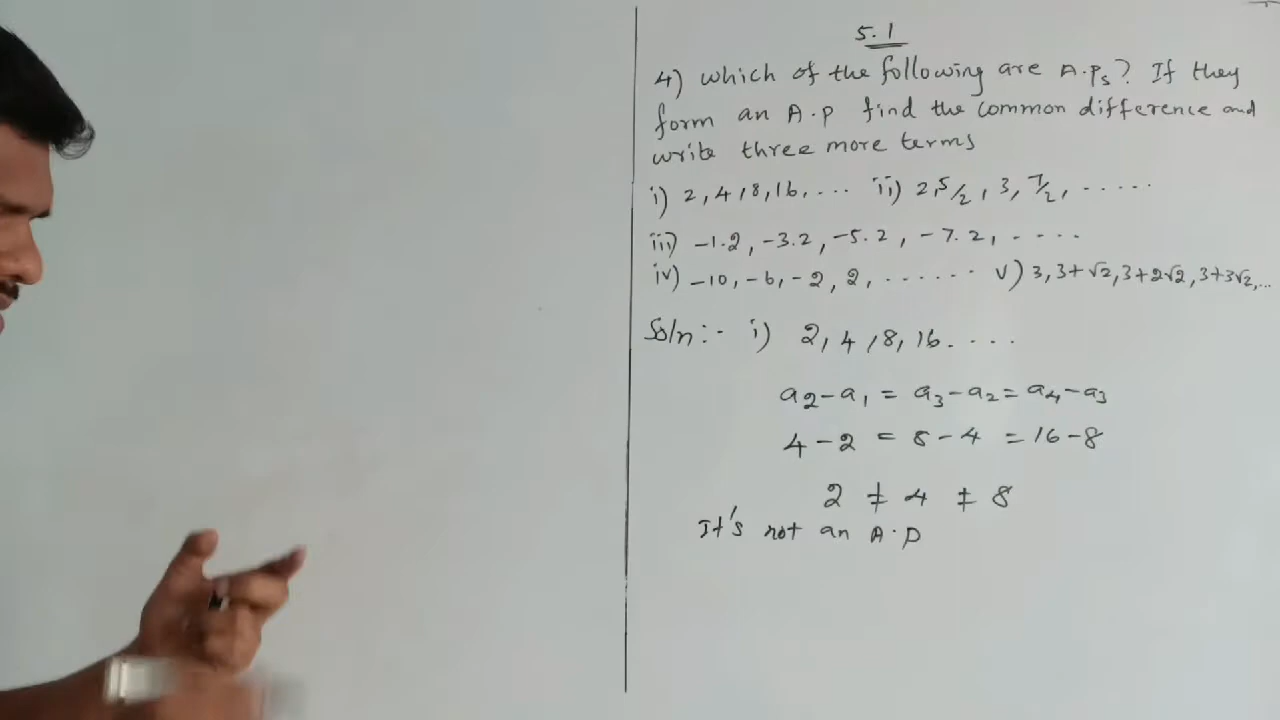 5.1
4) which of the following are A.Ps? If they
form an A.P find the common difference and
write three more terms
i) 2, 4, 8, 16, ... ii) 2, 5/2, 3, 7/2, .....
iii) -1.2, -3.2, -5.2, -7.2, ....
iv) -10, -6, -2, 2, ....... v) 3, 3+√2, 3+2√2, 3+3√2, ...
Soln:- i) 2, 4, 8, 16. ...
a₂-a₁ = a₃-a₂ = a₄-a₃
4-2 = 8-4 = 16-8
2 ≠ 4 ≠ 8
It's not an A.P